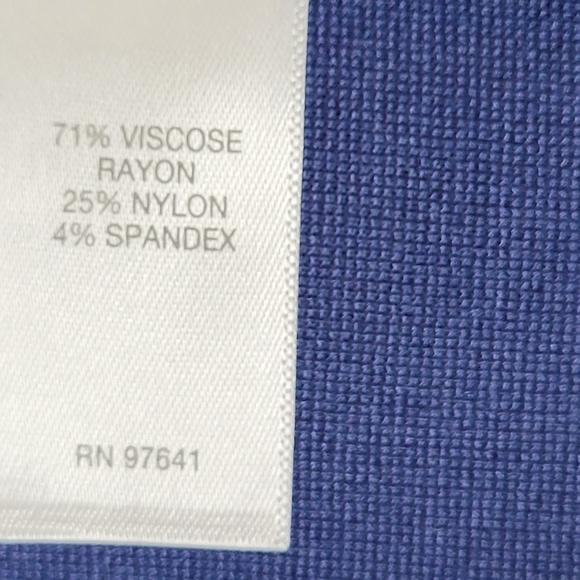 71% VISCOSE
RAYON
25% NYLON
4% SPANDEX
RN 97641